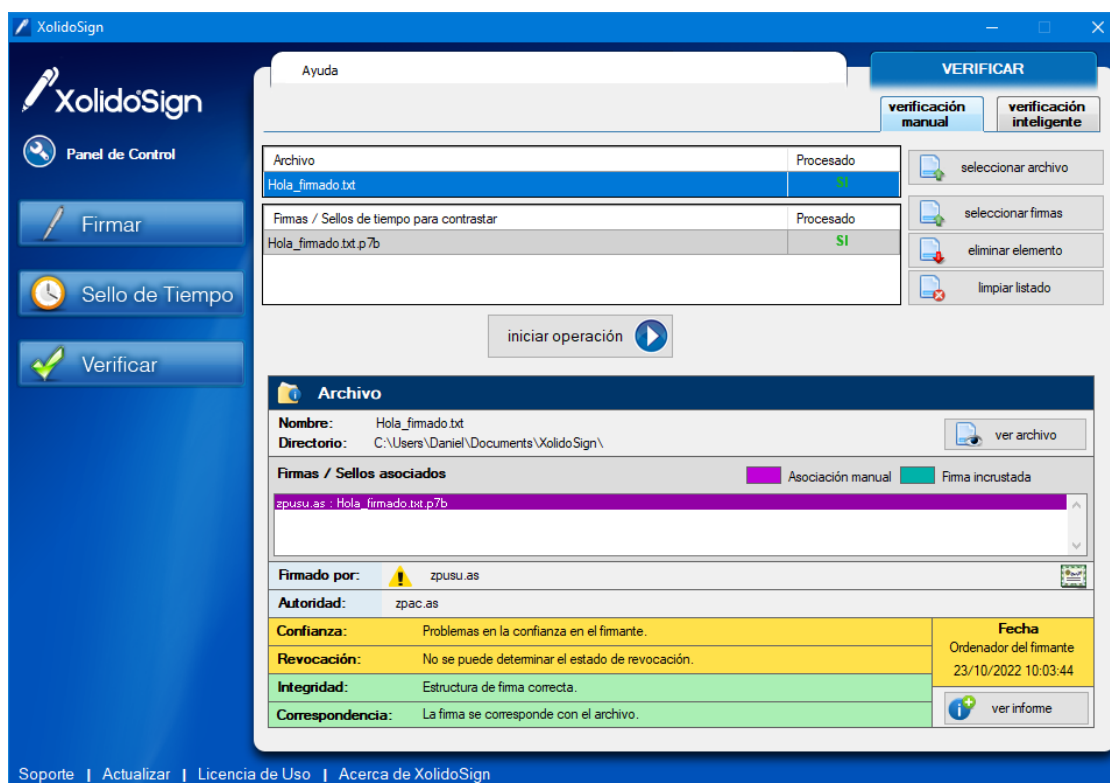 XolidoSign
XolidoSign
Panel de Control
Firmar
Sello de Tiempo
Verificar
Ayuda
VERIFICAR
verificación manual
verificación inteligente
Archivo Procesado
Hola_firmado.txt SI
Firmas / Sellos de tiempo para contrastar Procesado
Hola_firmado.txt.p7b SI
seleccionar archivo
seleccionar firmas
eliminar elemento
limpiar listado
iniciar operación
Archivo
Nombre: Hola_firmado.txt
Directorio: C:\Users\Daniel\Documents\XolidoSign\
ver archivo
Firmas / Sellos asociados Asociación manual Firma incrustada
zpusu.as : Hola_firmado.txt.p7b
Firmado por: zpusu.as
Autoridad: zpac.as
Confianza: Problemas en la confianza en el firmante.
Revocación: No se puede determinar el estado de revocación.
Integridad: Estructura de firma correcta.
Correspondencia: La firma se corresponde con el archivo.
Fecha
Ordenador del firmante
23/10/2022 10:03:44
ver informe
Soporte | Actualizar | Licencia de Uso | Acerca de XolidoSign